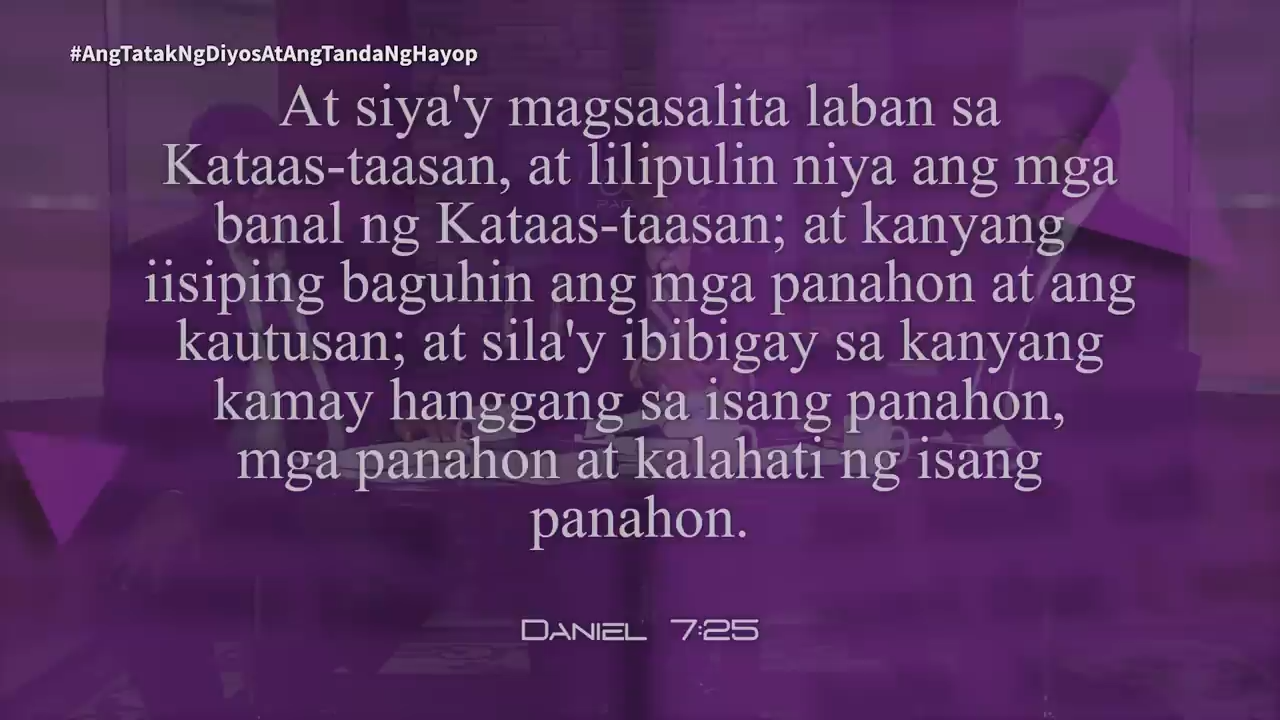 #AngTatakNgDiyosAtAngTandaNgHayop
At siya'y magsasalita laban sa
Kataas-taasan, at lilipulin niya ang mga
banal ng Kataas-taasan; at kanyang
iisiping baguhin ang mga panahon at ang
kautusan; at sila'y ibibigay sa kanyang
kamay hanggang sa isang panahon,
mga panahon at kalahati ng isang
panahon.
DANIEL 7:25